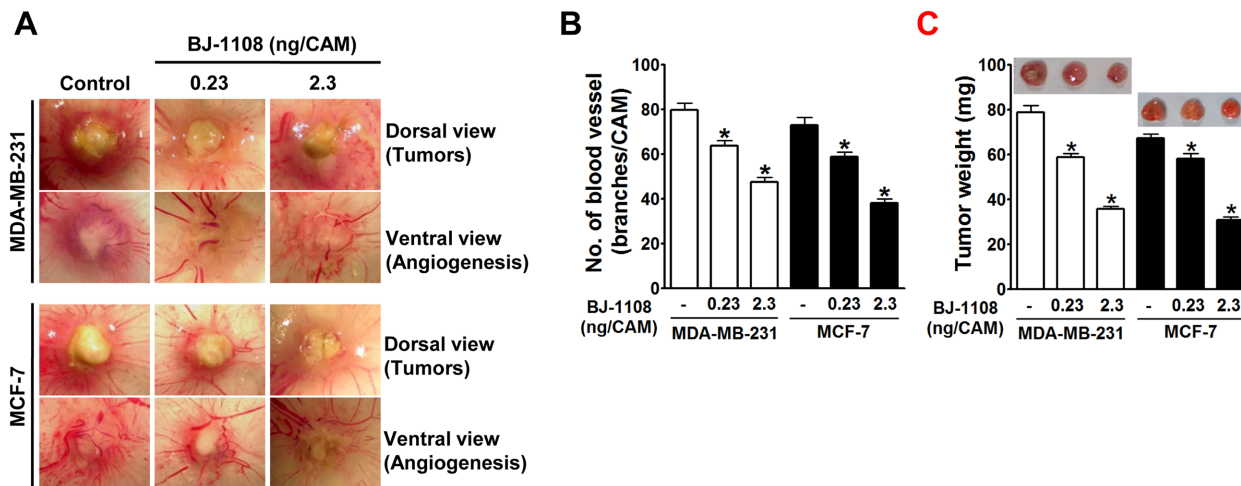 A
BJ-1108 (ng/CAM)
Control 0.23 2.3
MDA-MB-231
Dorsal view
(Tumors)
Ventral view
(Angiogenesis)
MCF-7
Dorsal view
(Tumors)
Ventral view
(Angiogenesis)
B
No. of blood vessel
(branches/CAM)
100
80
60
40
20
0
* * * *
BJ-1108
(ng/CAM)
- 0.23 2.3 - 0.23 2.3
MDA-MB-231 MCF-7
C
Tumor weight (mg)
100
80
60
40
20
0
* * * *
BJ-1108
(ng/CAM)
- 0.23 2.3 - 0.23 2.3
MDA-MB-231 MCF-7